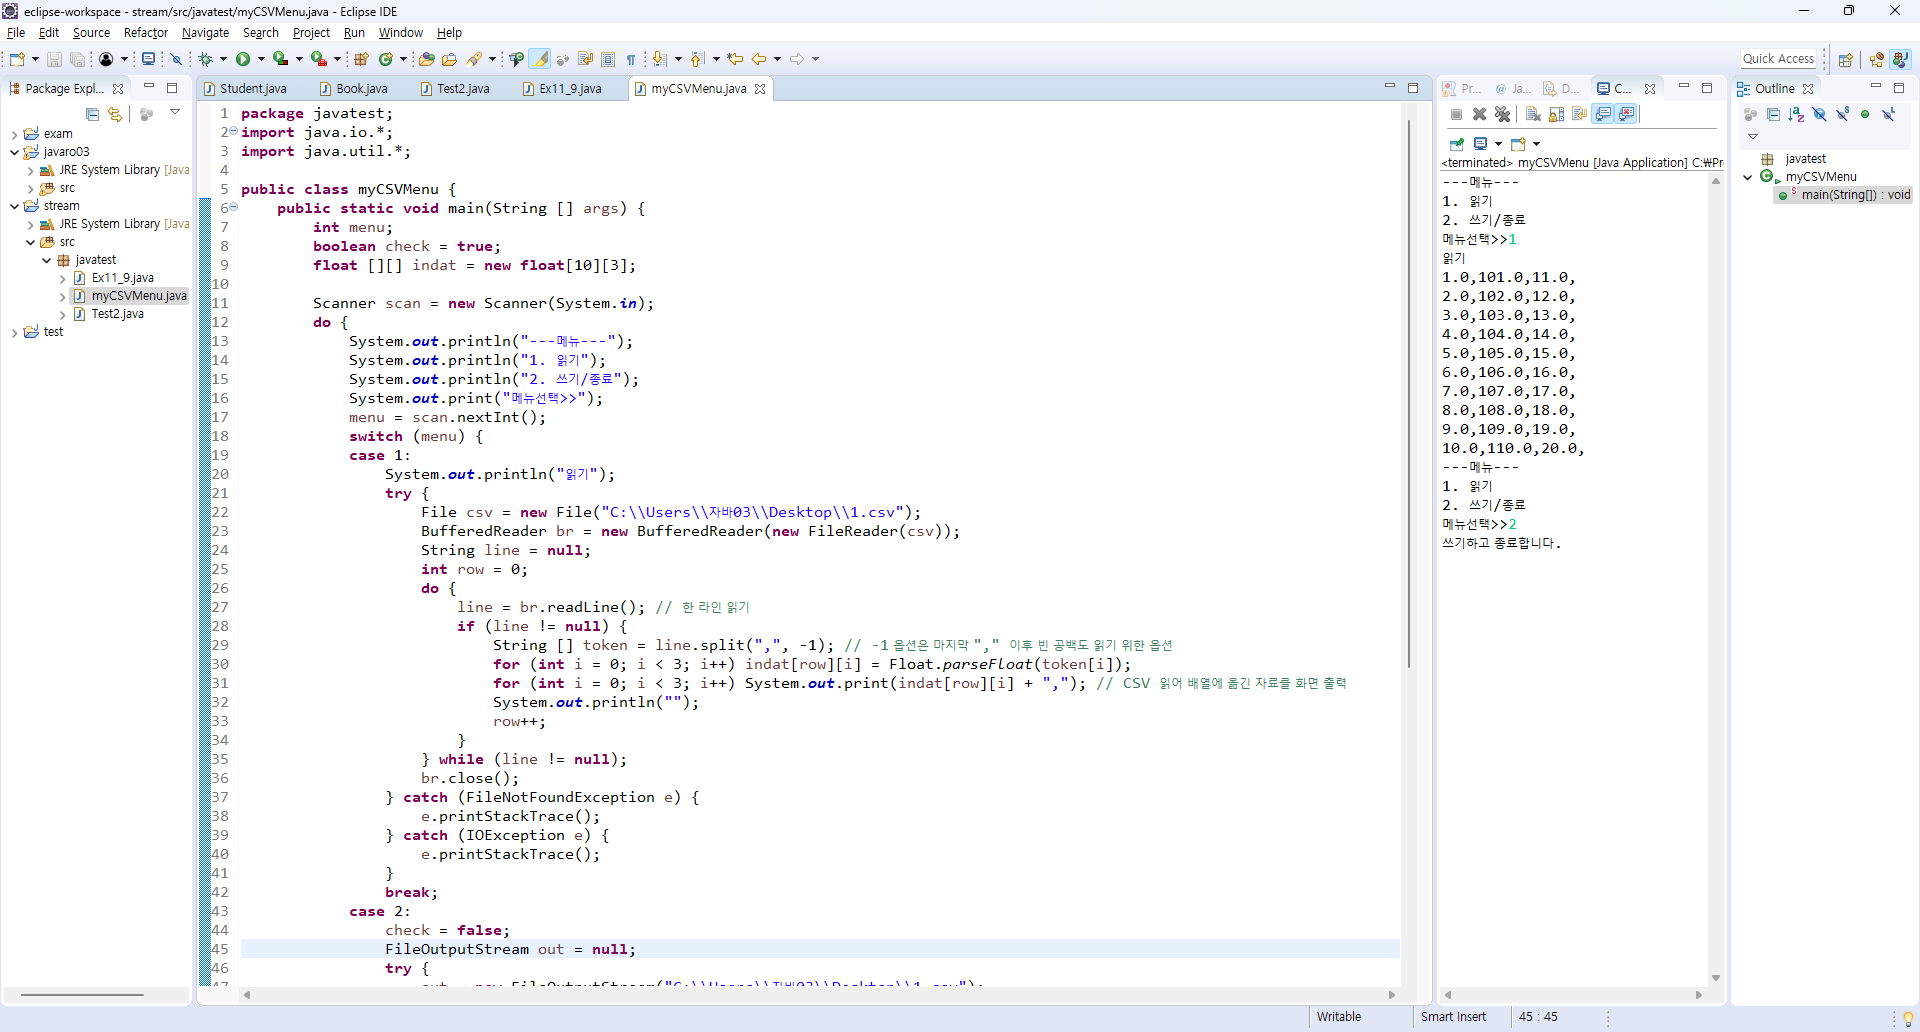 eclipse-workspace - stream/src/javatest/myCSVMenu.java - Eclipse IDE
File Edit Source Refactor Navigate Search Project Run Window Help
Quick Access
Package Expl...
exam
javaro03
JRE System Library [Java
src
stream
JRE System Library [Java
src
javatest
Ex11_9.java
myCSVMenu.java
Test2.java
test
Student.java Book.java Test2.java Ex11_9.java myCSVMenu.java
1 package javatest;
2 import java.io.*;
3 import java.util.*;
4
5 public class myCSVMenu {
6 public static void main(String [] args) {
7 int menu;
8 boolean check = true;
9 float [][] indat = new float[10][3];
10
11 Scanner scan = new Scanner(System.in);
12 do {
13 System.out.println("---메뉴---");
14 System.out.println("1. 읽기");
15 System.out.println("2. 쓰기/종료");
16 System.out.print("메뉴선택>>");
17 menu = scan.nextInt();
18 switch (menu) {
19 case 1:
20 System.out.println("읽기");
21 try {
22 File csv = new File("C:\\Users\\자바03\\Desktop\\1.csv");
23 BufferedReader br = new BufferedReader(new FileReader(csv));
24 String line = null;
25 int row = 0;
26 do {
27 line = br.readLine(); // 한 라인 읽기
28 if (line != null) {
29 String [] token = line.split(",", -1); // -1 옵션은 마지막 "," 이후 빈 공백도 읽기 위한 옵션
30 for (int i = 0; i < 3; i++) indat[row][i] = Float.parseFloat(token[i]);
31 for (int i = 0; i < 3; i++) System.out.print(indat[row][i] + ","); // CSV 읽어 배열에 옮긴 자료를 화면 출력
32 System.out.println("");
33 row++;
34 }
35 } while (line != null);
36 br.close();
37 } catch (FileNotFoundException e) {
38 e.printStackTrace();
39 } catch (IOException e) {
40 e.printStackTrace();
41 }
42 break;
43 case 2:
44 check = false;
45 FileOutputStream out = null;
46 try {
47 out = new FileOutputStream("C:\\Users\\자바03\\Desktop\\1.csv");
Pr... Ja... D... C...
<terminated> myCSVMenu [Java Application] C:₩Pr
---메뉴---
1. 읽기
2. 쓰기/종료
메뉴선택>>1
읽기
1.0,101.0,11.0,
2.0,102.0,12.0,
3.0,103.0,13.0,
4.0,104.0,14.0,
5.0,105.0,15.0,
6.0,106.0,16.0,
7.0,107.0,17.0,
8.0,108.0,18.0,
9.0,109.0,19.0,
10.0,110.0,20.0,
---메뉴---
1. 읽기
2. 쓰기/종료
메뉴선택>>2
쓰기하고 종료합니다.
Outline
javatest
myCSVMenu
main(String[]) : void
Writable Smart Insert 45 : 45